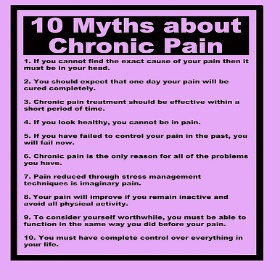 10 Myths about
Chronic Pain
1. If you cannot find the exact cause of your pain then it
must be in your head.
2. You should expect that one day your pain will be
cured completely.
3. Chronic pain treatment should be effective within a
short period of time.
4. If you look healthy, you cannot be in pain.
5. If you have failed to control your pain in the past, you
will fail now.
6. Chronic pain is the only reason for all of the problems
you have.
7. Pain reduced through stress management
techniques is imaginary pain.
8. Your pain will improve if you remain inactive and
avoid all physical activity.
9. To consider yourself worthwhile, you must be able to
function in the same way you did before your pain.
10. You must have complete control over everything in
your life.